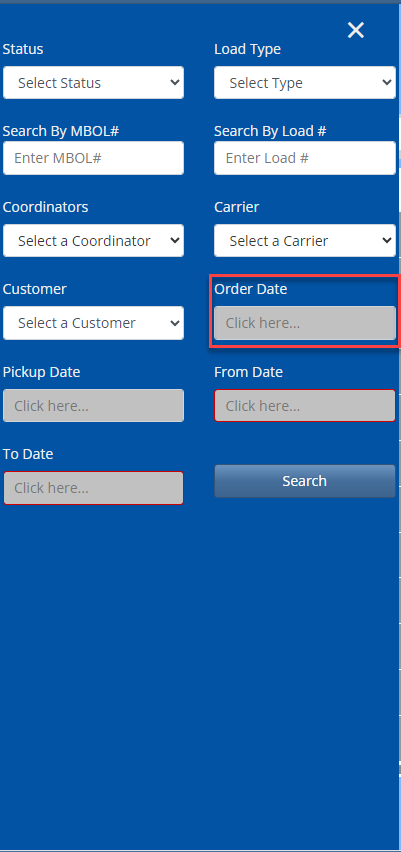 ×
Status
Load Type
Select Status
Select Type
Search By MBOL#
Search By Load #
Enter MBOL#
Enter Load #
Coordinators
Carrier
Select a Coordinator
Select a Carrier
Customer
Order Date
Select a Customer
Click here...
Pickup Date
From Date
Click here...
Click here...
To Date
Click here...
Search